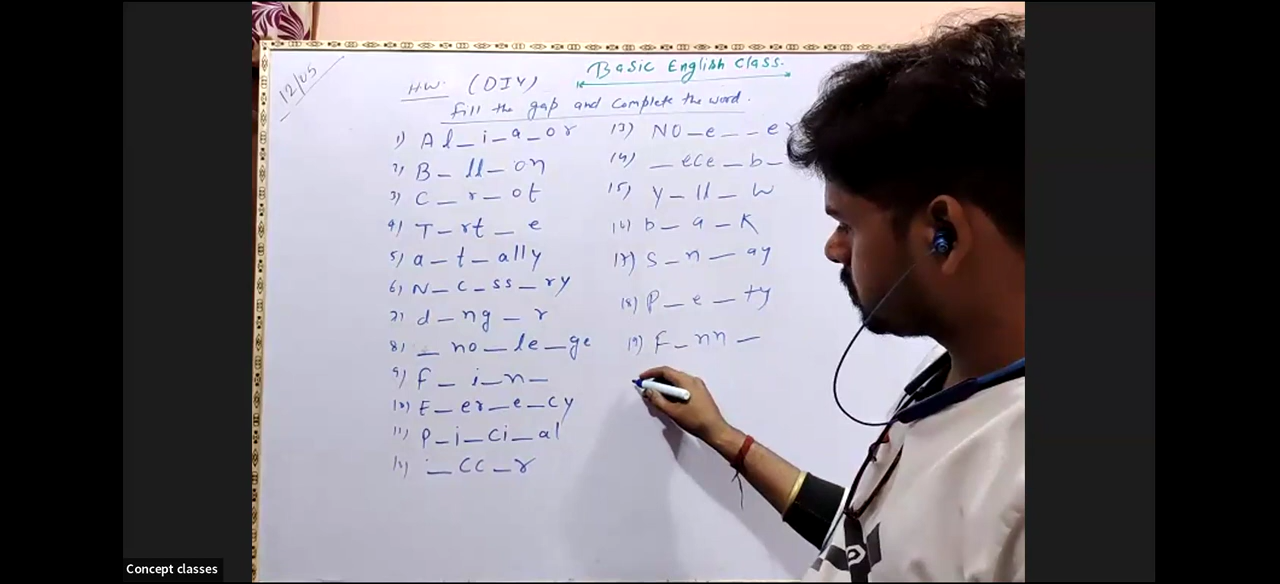 12/05
Basic English Class.
HW. (DIY)
Fill the gap and Complete the word.
1) Al_i_a_or
2) B_ll_on
3) C_r_ot
4) T_rt_e
5) a_t_ally
6) N_c_ss_ry
7) d_ng_r
8) _no_le_ge
9) F_i_n_
10) E_er_e_cy
11) P_i_ci_al
12) _CC_r
13) NO_e__er
14) _ece_b_
15) Y_ll_w
16) b_a_k
17) S_n_ay
18) P_e_ty
19) F_nn_
Concept classes